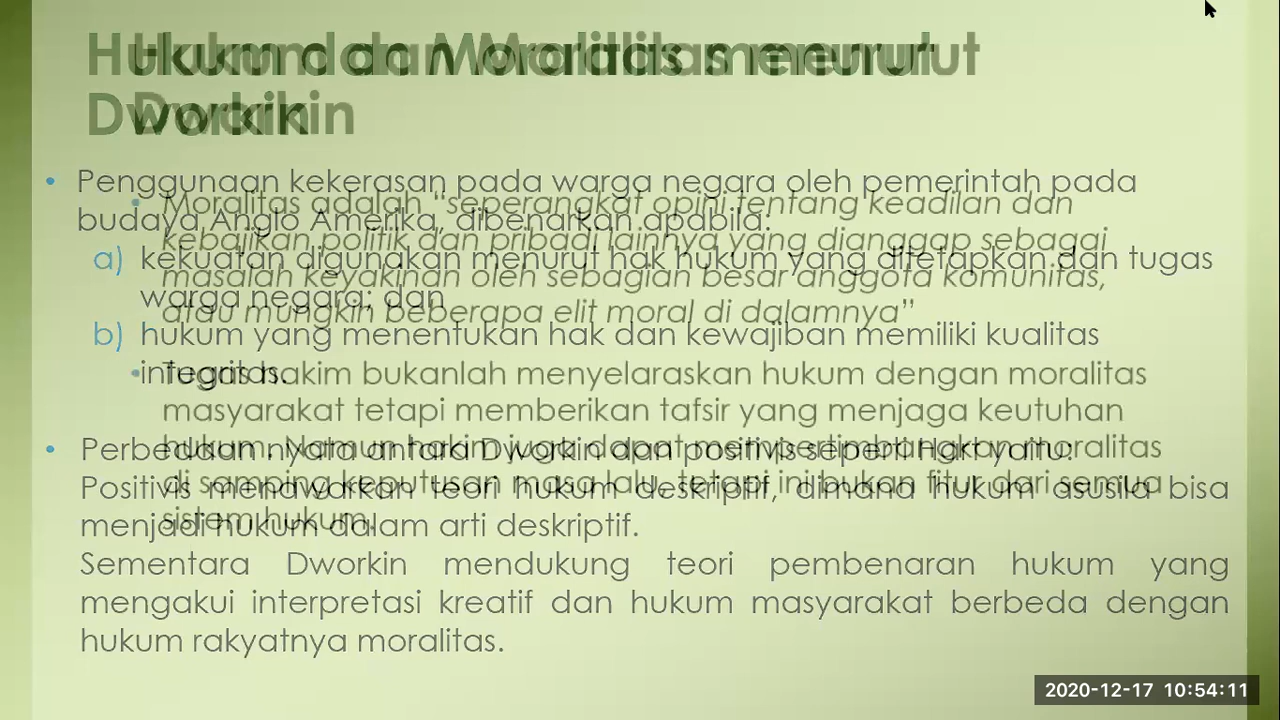 Hukum dan Moralitas menurut
Dworkin
• Penggunaan kekerasan pada warga negara oleh pemerintah pada
budaya Anglo Amerika, dibenarkan apabila:
a) kekuatan digunakan menurut hak hukum yang ditetapkan dan tugas
warga negara; dan
b) hukum yang menentukan hak dan kewajiban memiliki kualitas
integritas.
• Perbedaan nyata antara Dworkin dan positivis seperti Hart yaitu:
Positivis menawarkan teori hukum deskriptif, dimana hukum asusila bisa
menjadi hukum dalam arti deskriptif.
Sementara Dworkin mendukung teori pembenaran hukum yang
mengakui interpretasi kreatif dan hukum masyarakat berbeda dengan
hukum rakyatnya moralitas.
Hukum dan Moralitas menurut
Dworkin
• Moralitas adalah “seperangkat opini tentang keadilan dan
kebajikan politik dan pribadi lainnya yang dianggap sebagai
masalah keyakinan oleh sebagian besar anggota komunitas,
atau mungkin beberapa elit moral di dalamnya”
• Tugas hakim bukanlah menyelaraskan hukum dengan moralitas
masyarakat tetapi memberikan tafsir yang menjaga keutuhan
hukum. Namun hakim juga dapat mempertimbangkan moralitas
di samping keputusan masa lalu, tetapi ini bukan fitur dari semua
sistem hukum.
2020-12-17 10:54:11